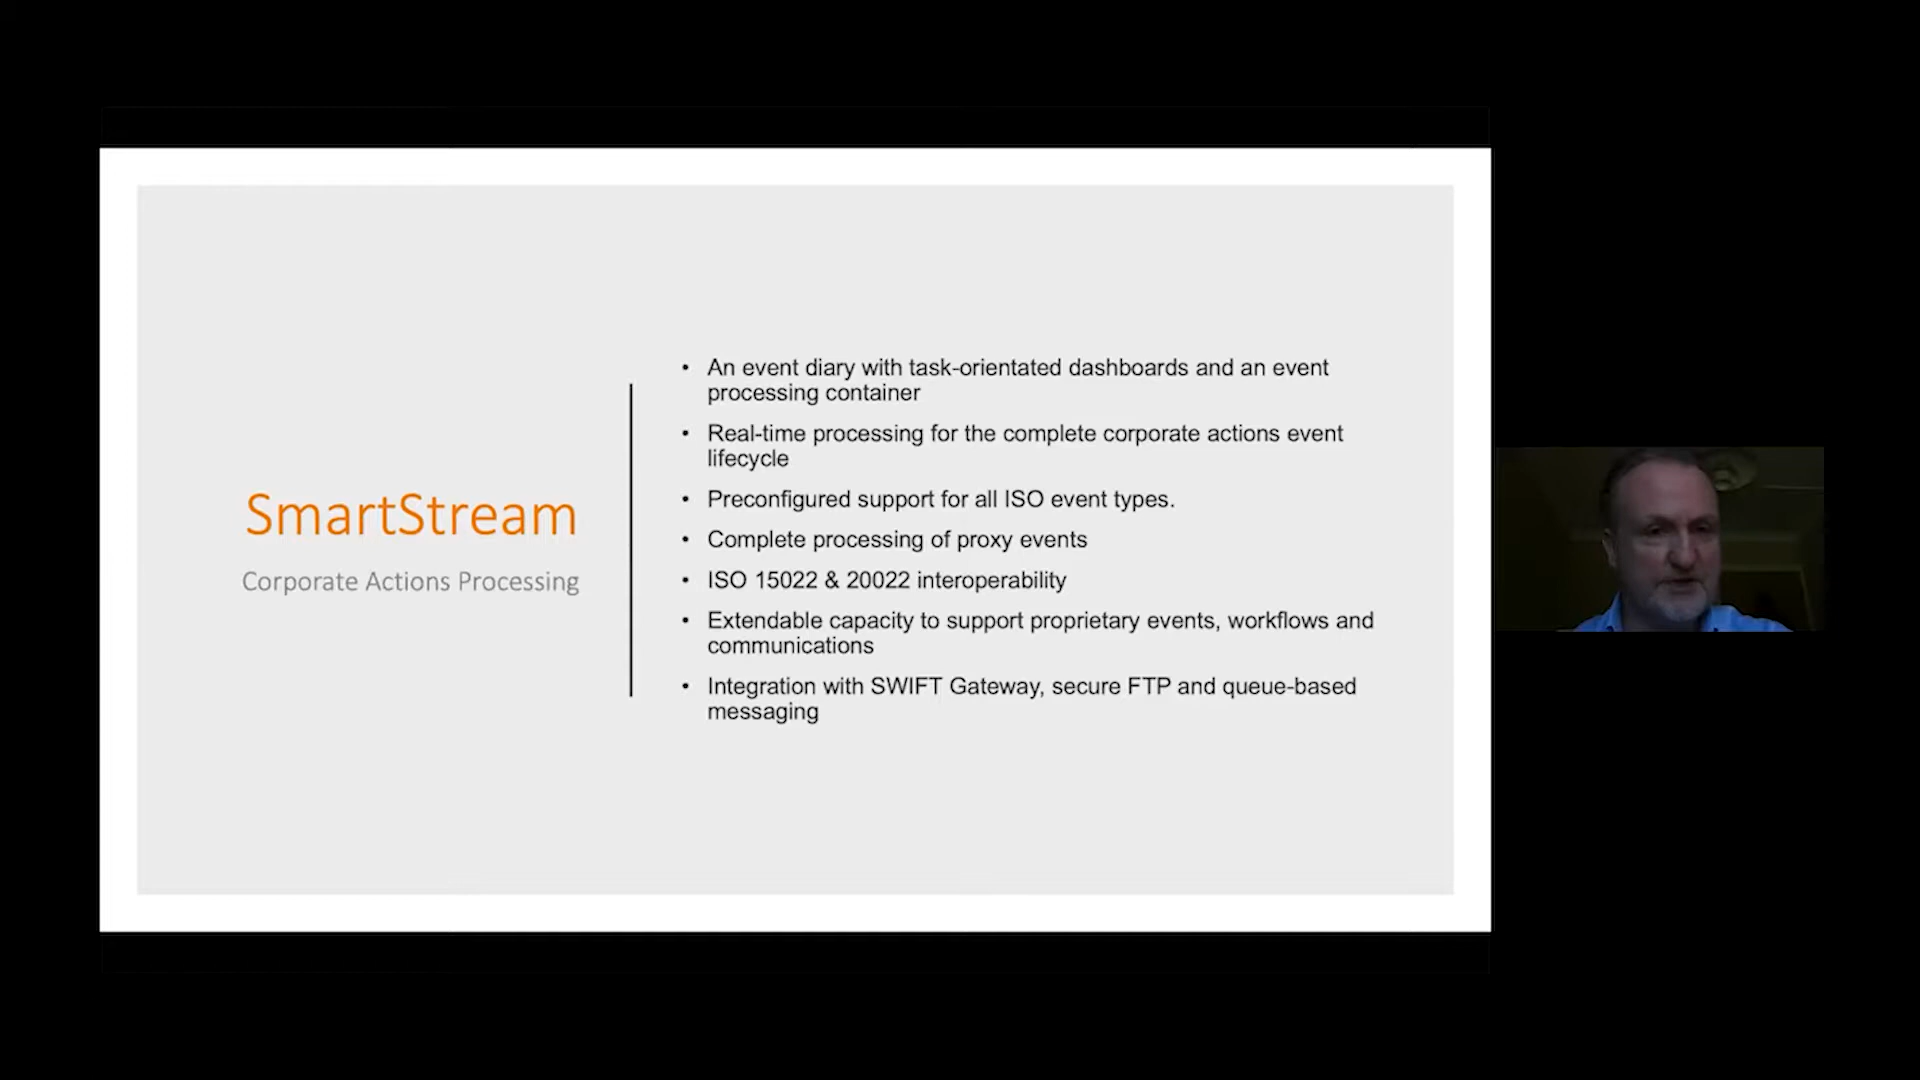 SmartStream
Corporate Actions Processing
• An event diary with task-orientated dashboards and an event
processing container
• Real-time processing for the complete corporate actions event
lifecycle
• Preconfigured support for all ISO event types.
• Complete processing of proxy events
• ISO 15022 & 20022 interoperability
• Extendable capacity to support proprietary events, workflows and
communications
• Integration with SWIFT Gateway, secure FTP and queue-based
messaging